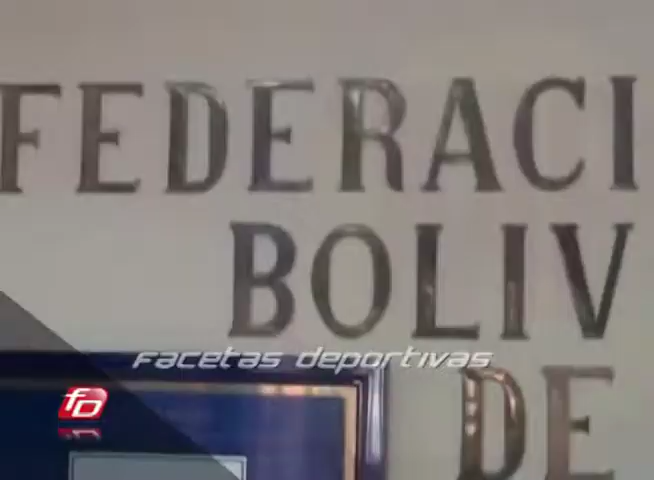 FEDERACI
BOLIV
Facetas deportivas
DE
fD